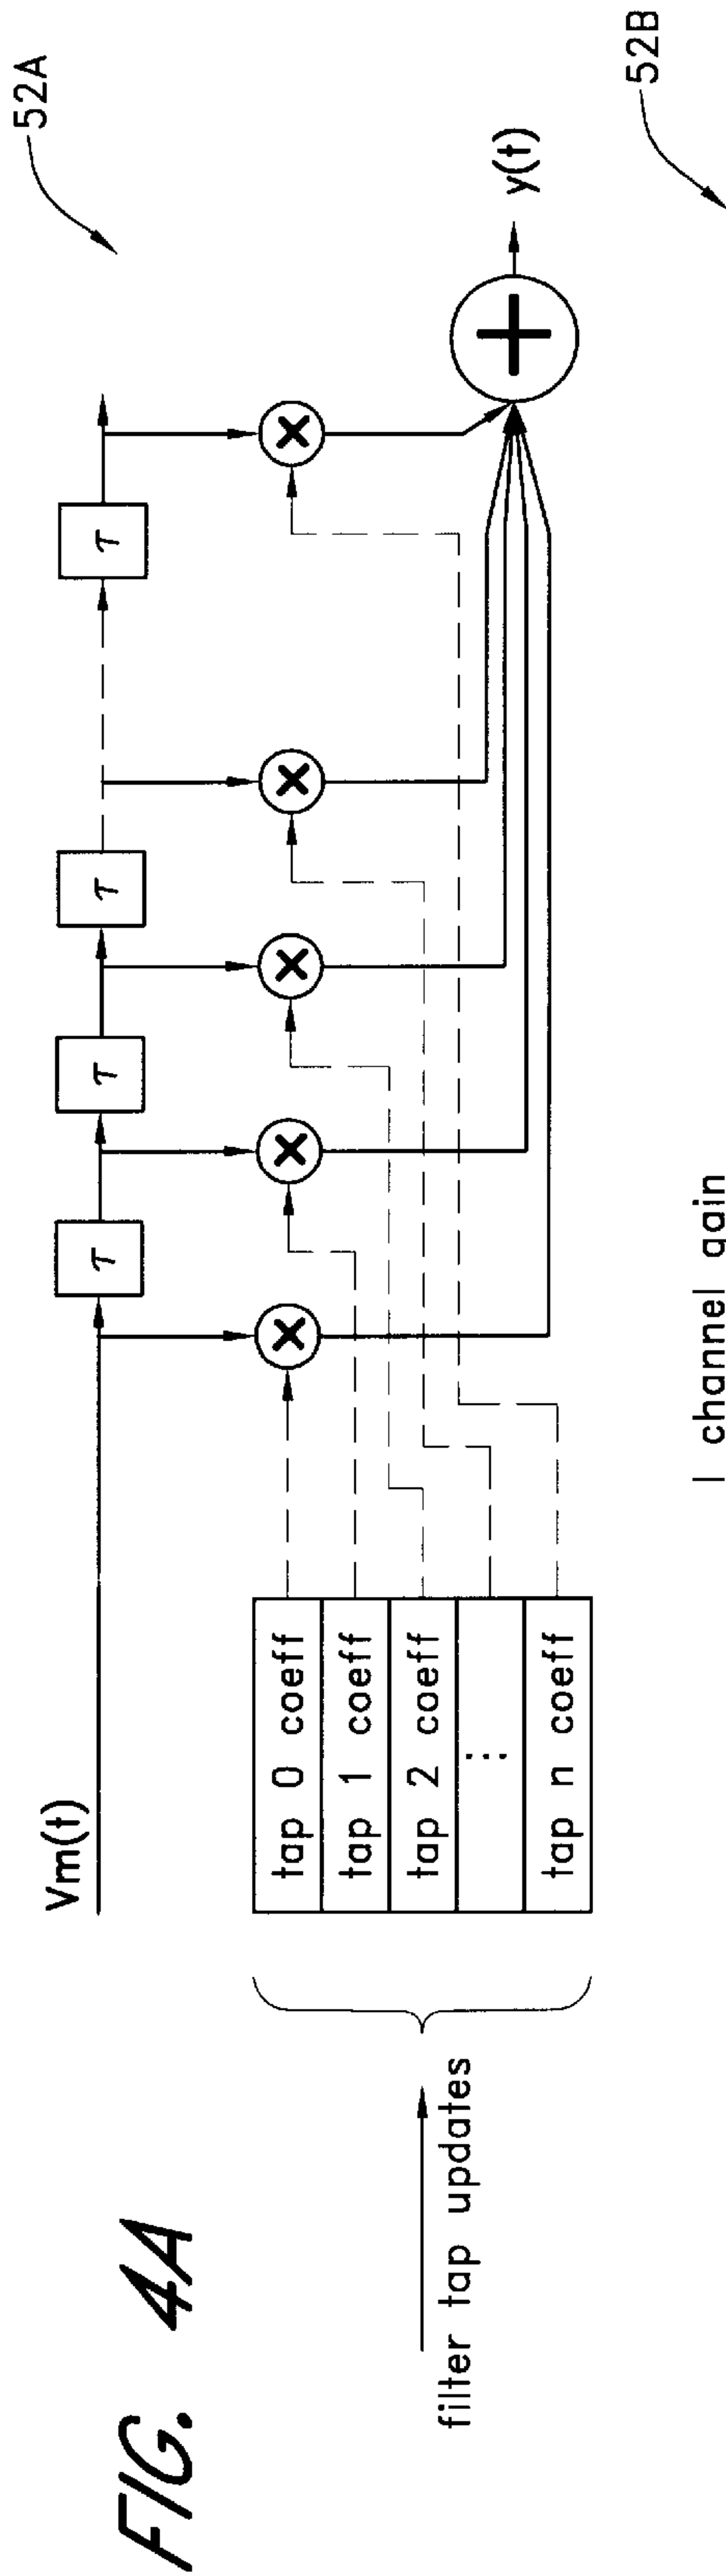 FIG. 4A
52A
Vm(t)
τ
τ
τ
τ
×
×
×
×
×
tap 0 coeff
tap 1 coeff
tap 2 coeff
...
tap n coeff
filter tap updates
+
y(t)
52B
I channel gain